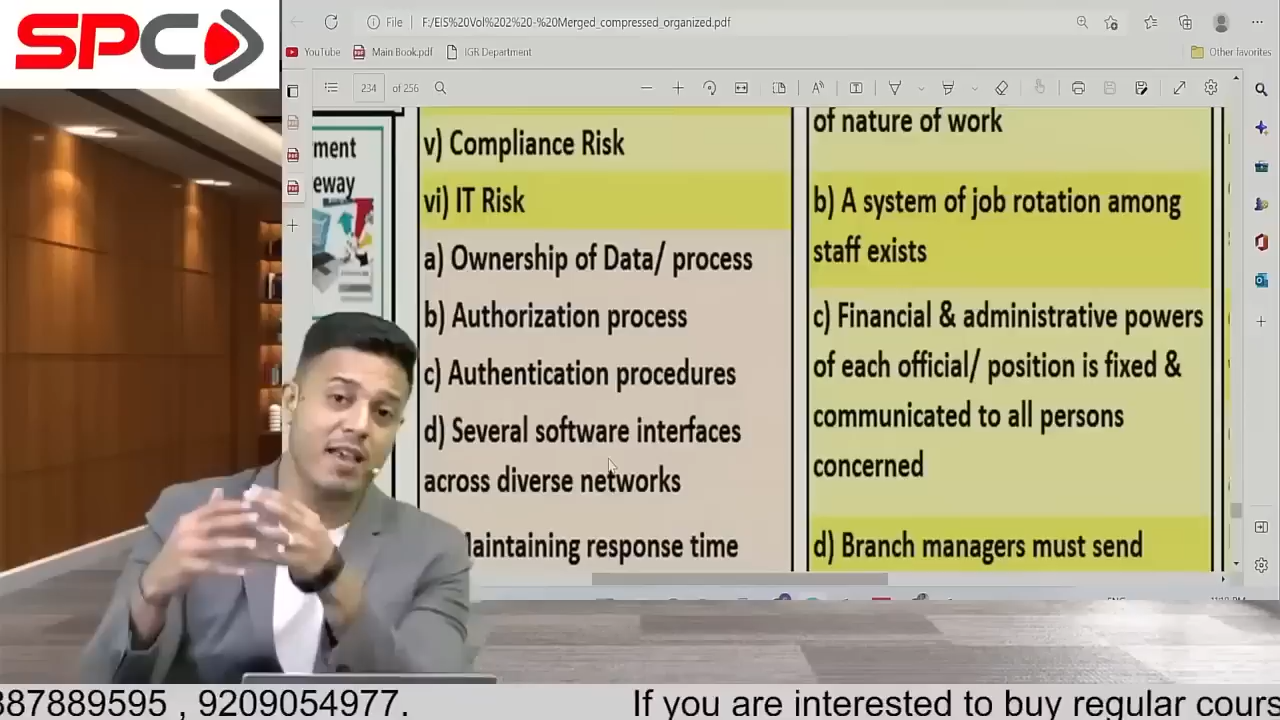 SPC
File
F:/EIS%20Vol%202%20-%20Merged_compressed_organized.pdf
YouTube
Main Book.pdf
IGR Department
Other favorites
234
of 256
ment
eway
v) Compliance Risk
vi) IT Risk
a) Ownership of Data/ process
b) Authorization process
c) Authentication procedures
d) Several software interfaces
across diverse networks
Maintaining response time
of nature of work
b) A system of job rotation among
staff exists
c) Financial & administrative powers
of each official/ position is fixed &
communicated to all persons
concerned
d) Branch managers must send
387889595 , 9209054977.
If you are interested to buy regular cours